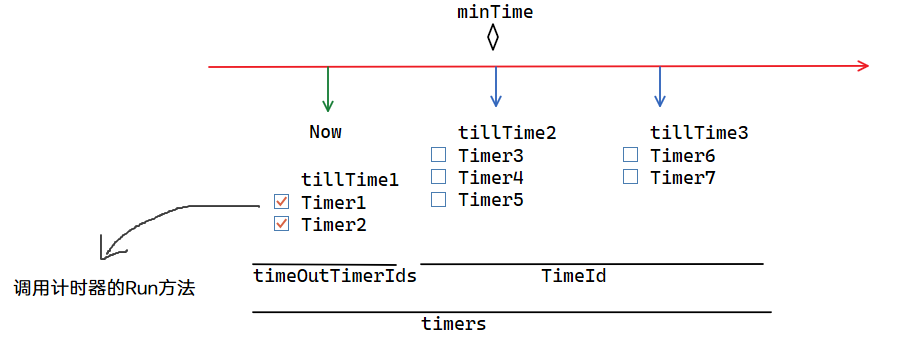 minTime
Now
tillTime1
Timer1
Timer2
tillTime2
Timer3
Timer4
Timer5
tillTime3
Timer6
Timer7
调用计时器的Run方法
timeOutTimerIds
TimeId
timers